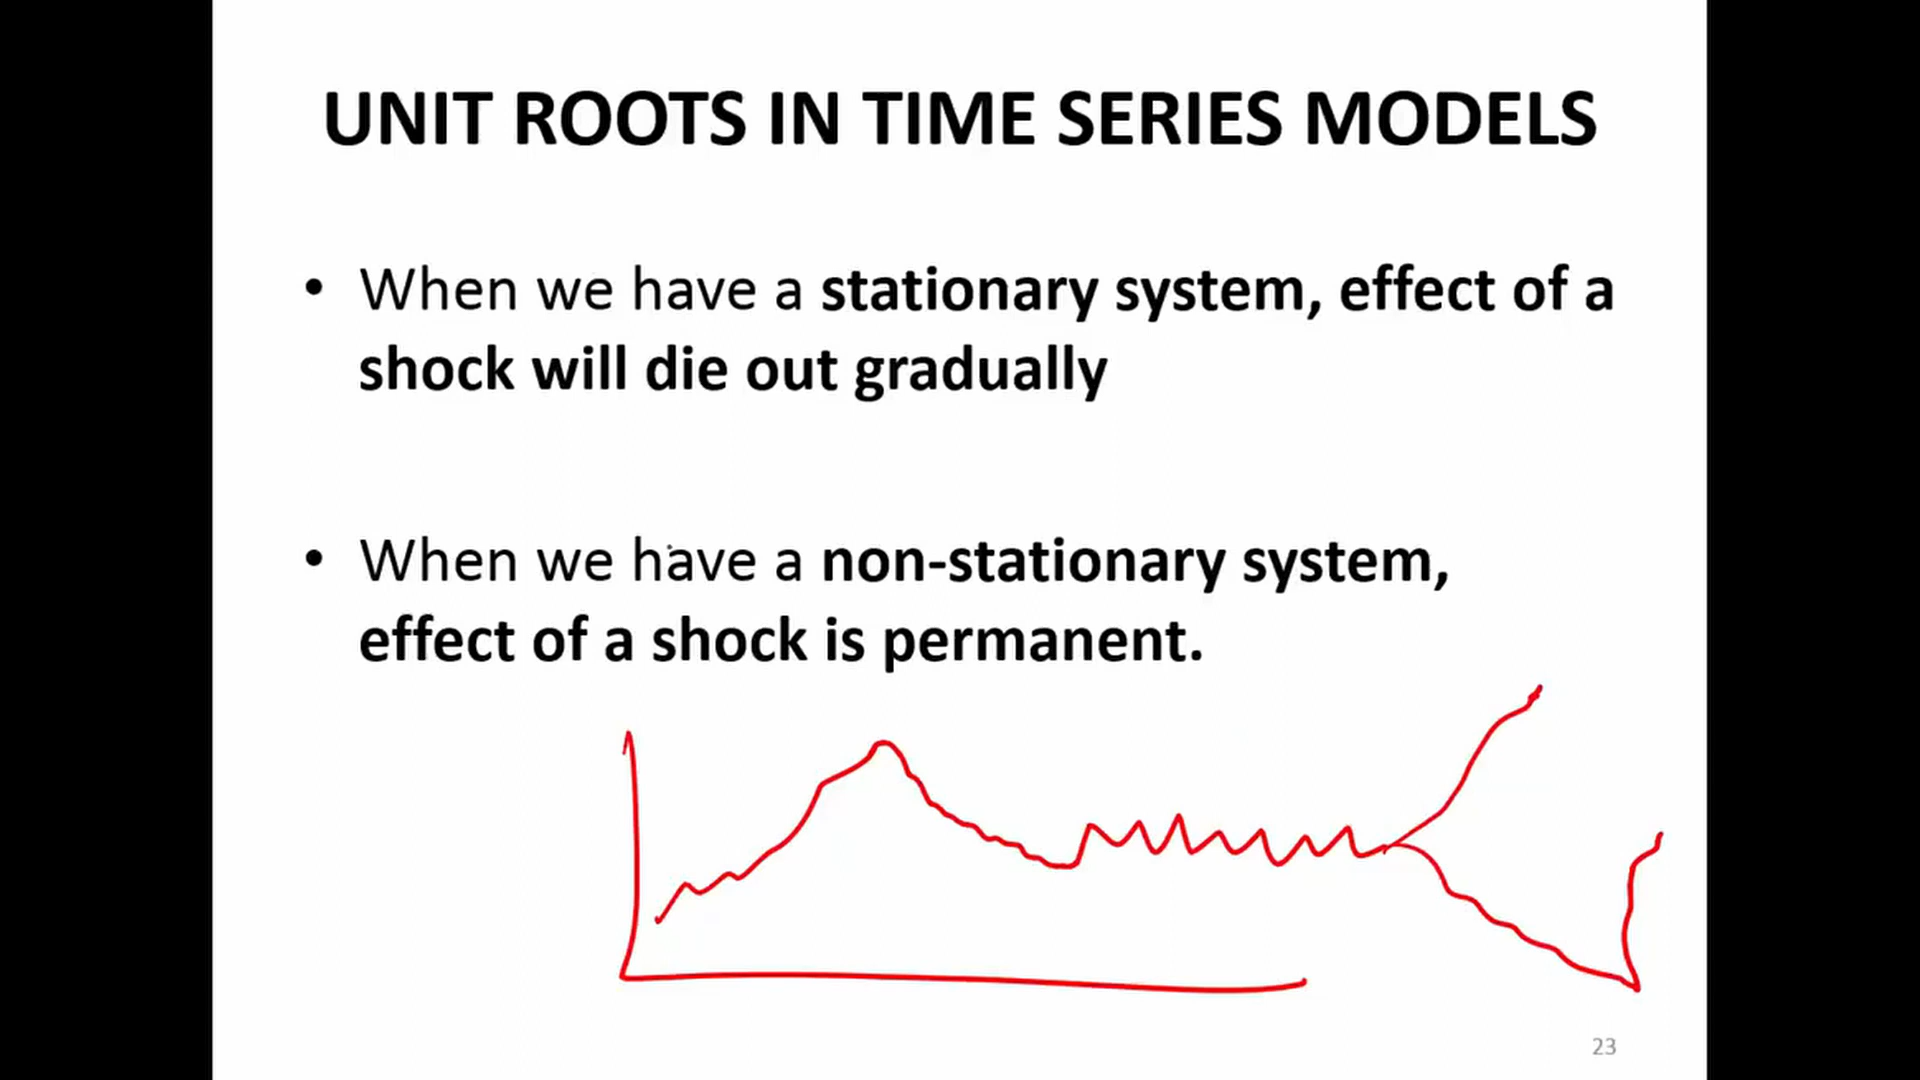 UNIT ROOTS IN TIME SERIES MODELS
• When we have a stationary system, effect of a
shock will die out gradually
• When we have a non-stationary system,
effect of a shock is permanent.
23